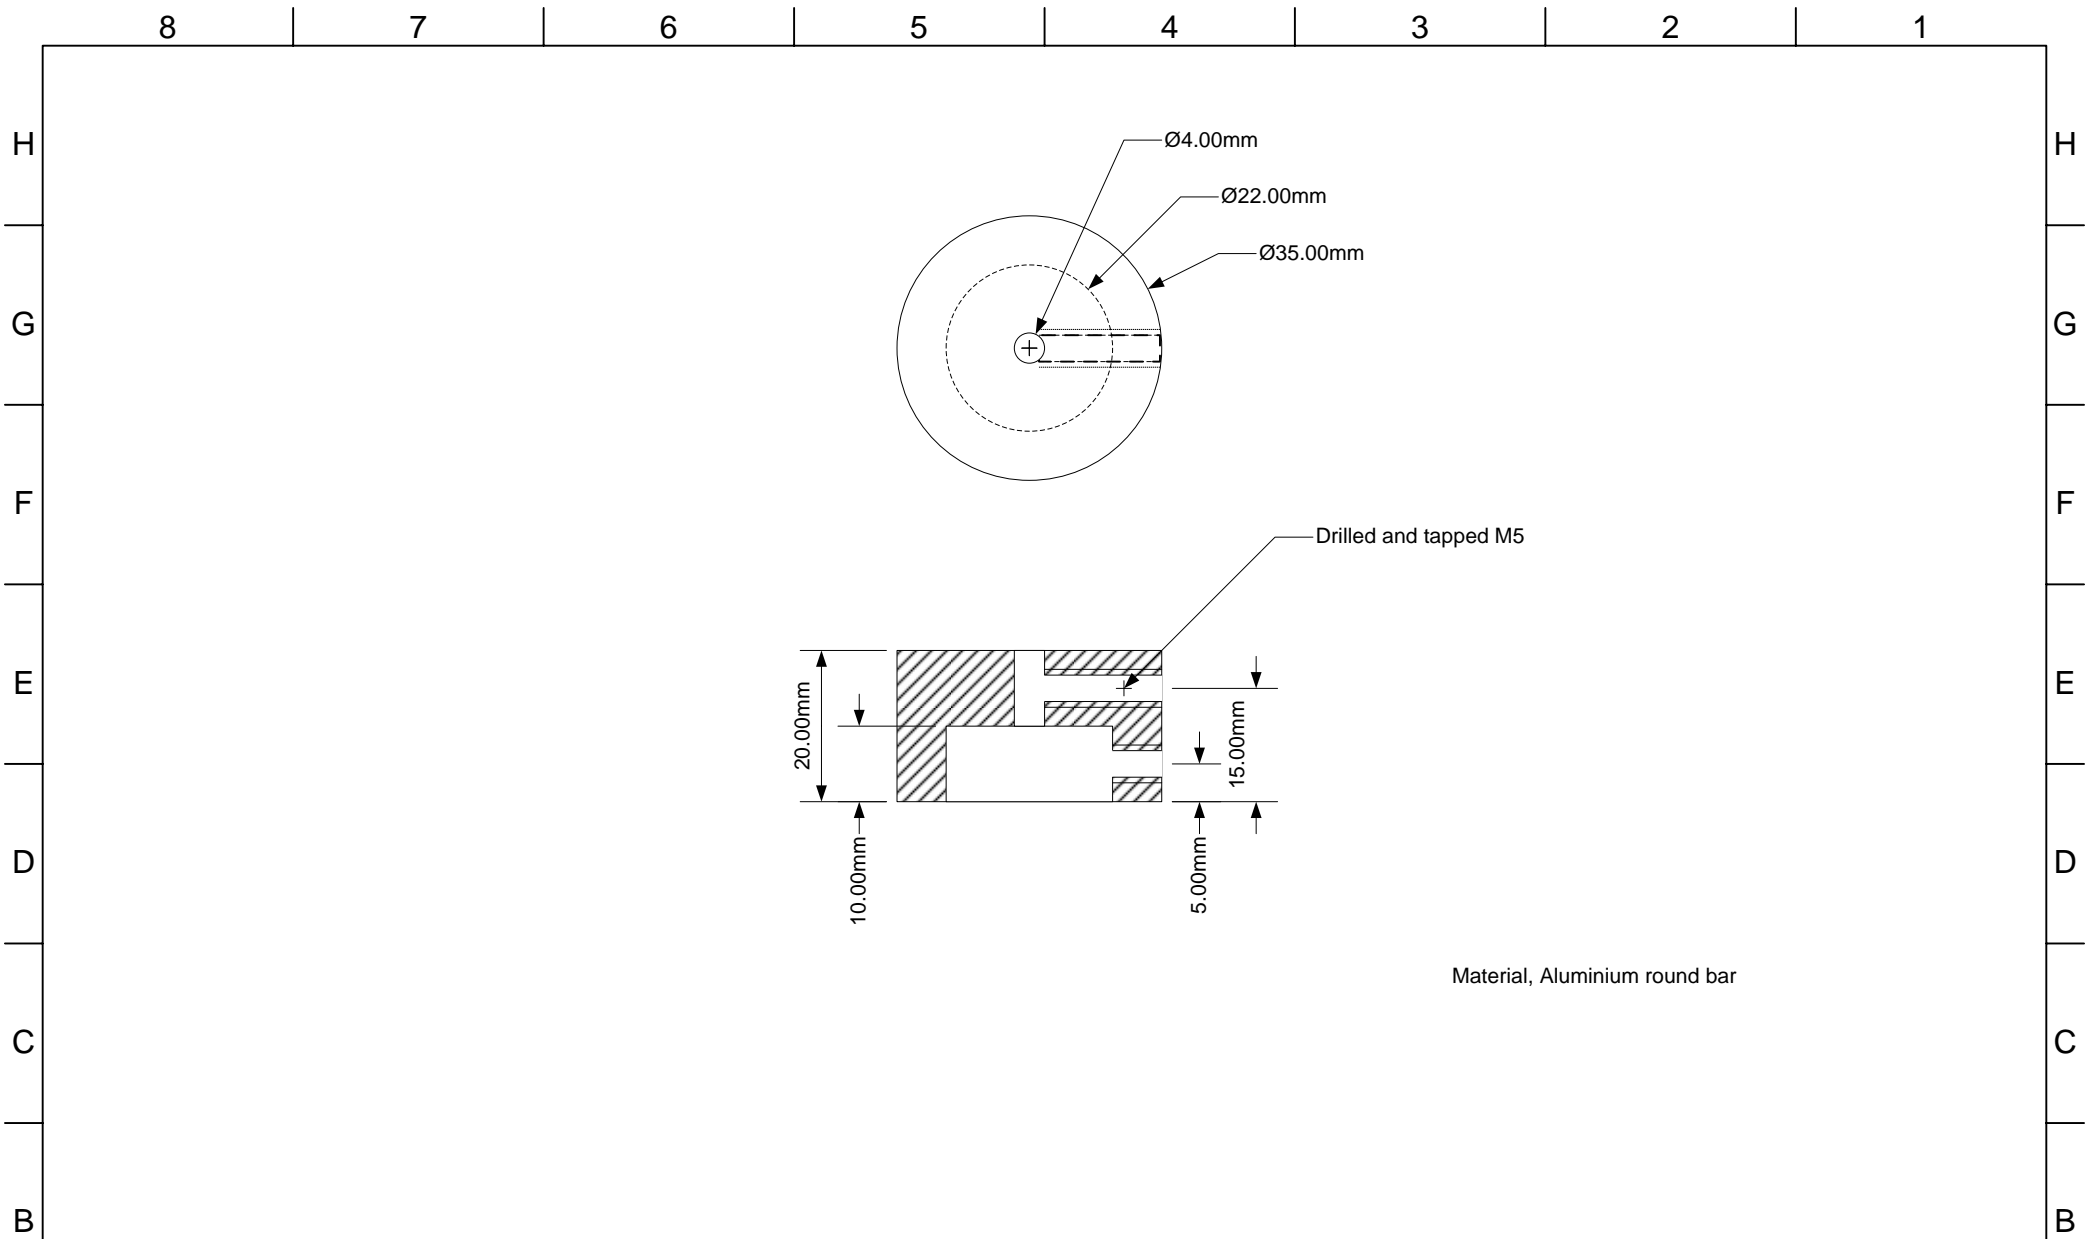 8 7 6 5 4 3 2 1
H H
Ø4.00mm
Ø22.00mm
Ø35.00mm
G G
F F
Drilled and tapped M5
E E
20.00mm
15.00mm
D D
10.00mm
5.00mm
Material, Aluminium round bar
C C
B B